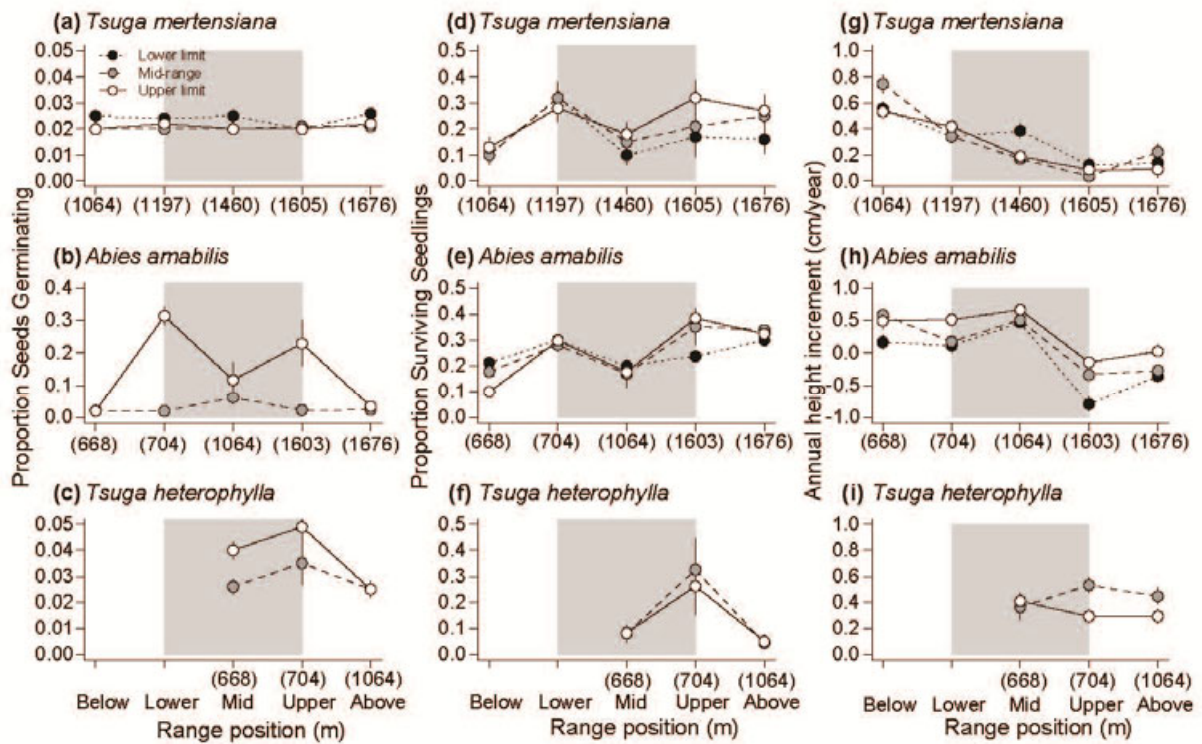 (a) Tsuga mertensiana
0.05
0.04
0.03
0.02
0.01
0.00
Lower limit
Mid-range
Upper limit
(1064) (1197) (1460) (1605) (1676)
(b) Abies amabilis
0.4
0.3
0.2
0.1
0.0
(668) (704) (1064) (1603) (1676)
(c) Tsuga heterophylla
0.05
0.04
0.03
0.02
0.01
0.00
(668) (704) (1064)
Below Lower Mid Upper Above
Range position (m)
Proportion Seeds Germinating
(d) Tsuga mertensiana
0.5
0.4
0.3
0.2
0.1
0.0
(1064) (1197) (1460) (1605) (1676)
(e) Abies amabilis
0.5
0.4
0.3
0.2
0.1
0.0
(668) (704) (1064) (1603) (1676)
(f) Tsuga heterophylla
0.5
0.4
0.3
0.2
0.1
0.0
(668) (704) (1064)
Below Lower Mid Upper Above
Range position (m)
Proportion Surviving Seedlings
(g) Tsuga mertensiana
1.0
0.8
0.6
0.4
0.2
0.0
(1064) (1197) (1460) (1605) (1676)
(h) Abies amabilis
1.0
0.5
0.0
-0.5
-1.0
(668) (704) (1064) (1603) (1676)
(i) Tsuga heterophylla
1.0
0.8
0.6
0.4
0.2
0.0
(668) (704) (1064)
Below Lower Mid Upper Above
Range position (m)
Annual height increment (cm/year)